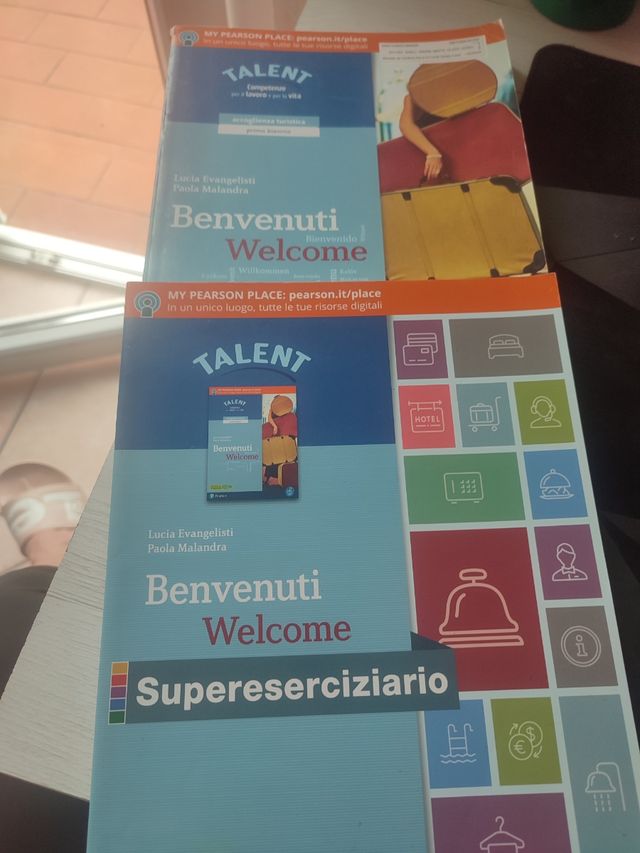 MY PEARSON PLACE: pearson.it/place
In un unico luogo, tutte le tue risorse digitali
TALENT
Competenze
per il lavoro e per la vita
accoglienza turistica
primo biennio
Lucia Evangelisti
Paola Malandra
Benvenuti
Bienvenido
Welcome
Willkommen
MY PEARSON PLACE: pearson.it/place
In un unico luogo, tutte le tue risorse digitali
TALENT
TALENT
Benvenuti
Welcome
HOTEL
Lucia Evangelisti
Paola Malandra
Benvenuti
Welcome
Supereserciziario